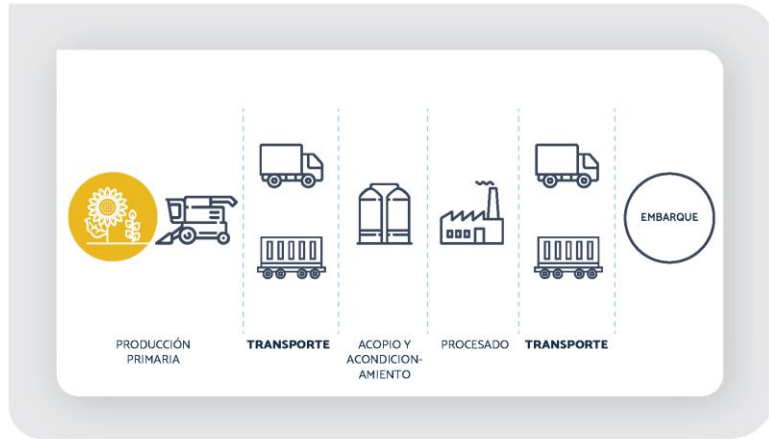 EMBARQUE
PRODUCCIÓN
PRIMARIA
TRANSPORTE
ACOPIO Y
ACONDICION-
AMIENTO
PROCESADO
TRANSPORTE